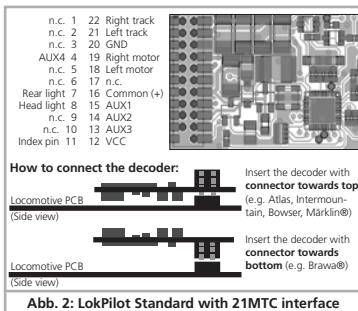 n.c. 1 22 Right track
n.c. 2 21 Left track
n.c. 3 20 GND
AUX4 4 19 Right motor
n.c. 5 18 Left motor
n.c. 6 17 n.c.
Rear light 7 16 Common (+)
Head light 8 15 AUX1
n.c. 9 14 AUX2
n.c. 10 13 AUX3
Index pin 11 12 VCC
How to connect the decoder:
Locomotive PCB
(Side view)
Insert the decoder with
connector towards top
(e.g. Atlas, Intermoun-
tain, Bowser, Märklin®)
Locomotive PCB
(Side view)
Insert the decoder with
connector towards
bottom (e.g. Brawa®)
Abb. 2: LokPilot Standard with 21MTC interface